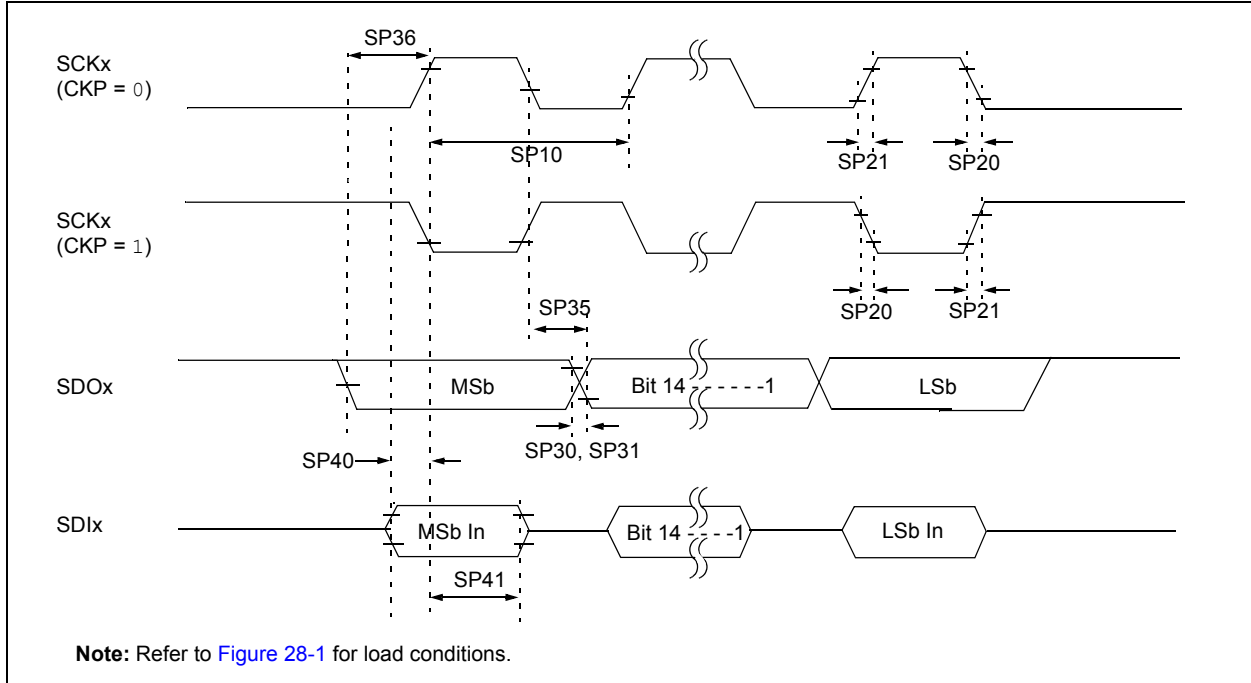 SP36
SCKx
(CKP = 0)
SP10
SP21
SP20
SCKx
(CKP = 1)
SP35
SP20
SP21
SDOx
MSb
Bit 14 - - - - - -1
LSb
SP30, SP31
SP40
SDIx
MSb In
Bit 14 - - - - -1
LSb In
SP41
Note: Refer to Figure 28-1 for load conditions.